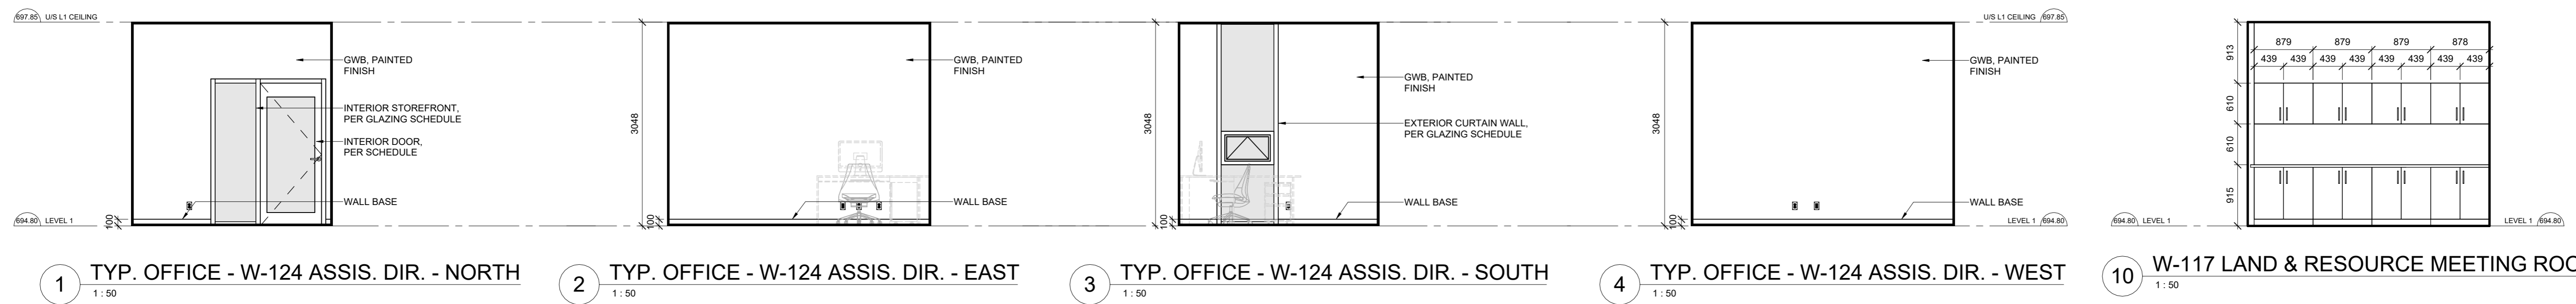 697.85 U/S L1 CEILING
GWB, PAINTED
FINISH
INTERIOR STOREFRONT,
PER GLAZING SCHEDULE
INTERIOR DOOR,
PER SCHEDULE
WALL BASE
694.80 LEVEL 1
100
1 TYP. OFFICE - W-124 ASSIS. DIR. - NORTH
1 : 50
3048
GWB, PAINTED
FINISH
WALL BASE
100
2 TYP. OFFICE - W-124 ASSIS. DIR. - EAST
1 : 50
3048
GWB, PAINTED
FINISH
EXTERIOR CURTAIN WALL,
PER GLAZING SCHEDULE
WALL BASE
100
3 TYP. OFFICE - W-124 ASSIS. DIR. - SOUTH
1 : 50
U/S L1 CEILING 697.85
3048
GWB, PAINTED
FINISH
WALL BASE
100
LEVEL 1 694.80
4 TYP. OFFICE - W-124 ASSIS. DIR. - WEST
1 : 50
913
879 879 879 878
439 439 439 439 439 439 439 439
610
610
915
694.80 LEVEL 1
LEVEL 1 694.80
10 W-117 LAND & RESOURCE MEETING
1 : 50